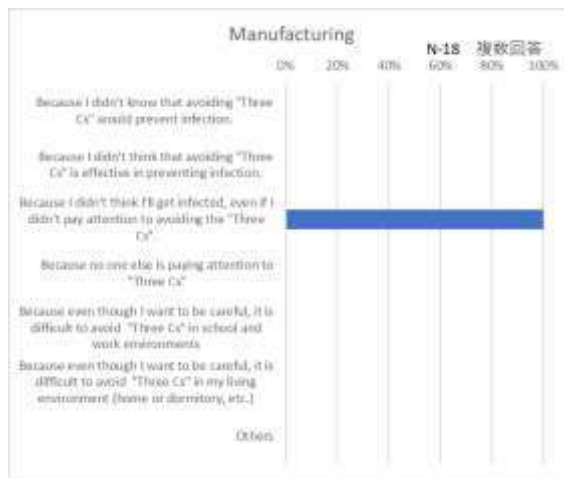 Manufacturing
N-18 複数回答
0% 20% 40% 60% 80% 100%
Because I didn't know that avoiding "Three
Cs" would prevent infection.
Because I didn't think that avoiding "Three
Cs" is effective in preventing infection.
Because I didn't think I'll get infected, even if I
didn't pay attention to avoiding the "Three
Cs".
Because no one else is paying attention to
"Three Cs"
Because even though I want to be careful, it is
difficult to avoid "Three Cs" in school and
work environments
Because even though I want to be careful, it is
difficult to avoid "Three Cs" in my living
environment (home or dormitory, etc.)
Others